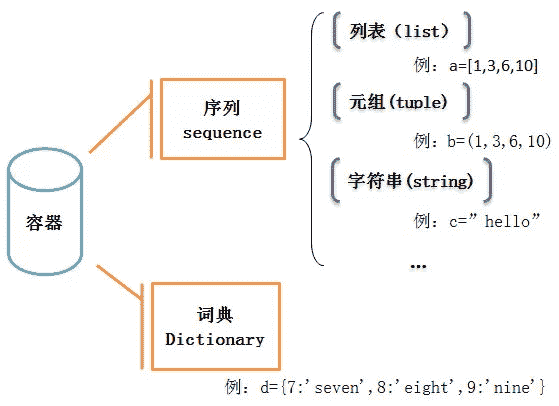 容器
序列
sequence
列表（list）
例：a=[1,3,6,10]
元组(tuple)
例：b=(1,3,6,10)
字符串(string)
例：c=”hello”
…
词典
Dictionary
例：d={7:'seven',8:'eight',9:'nine'}